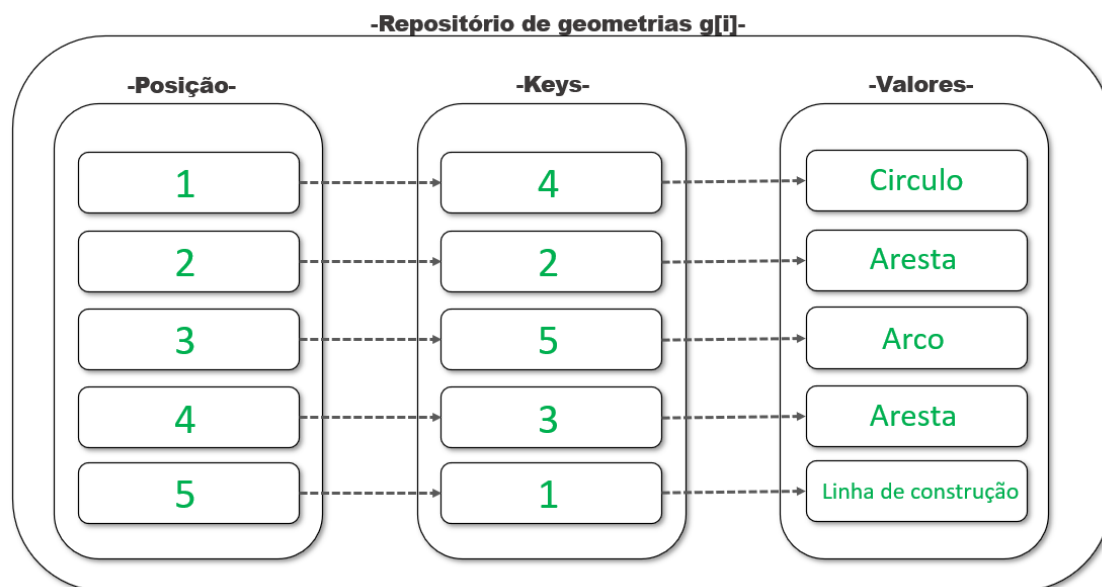 -Repositório de geometrias g[i]-
-Posição- -Keys- -Valores-
1 4 Circulo
2 2 Aresta
3 5 Arco
4 3 Aresta
5 1 Linha de construção